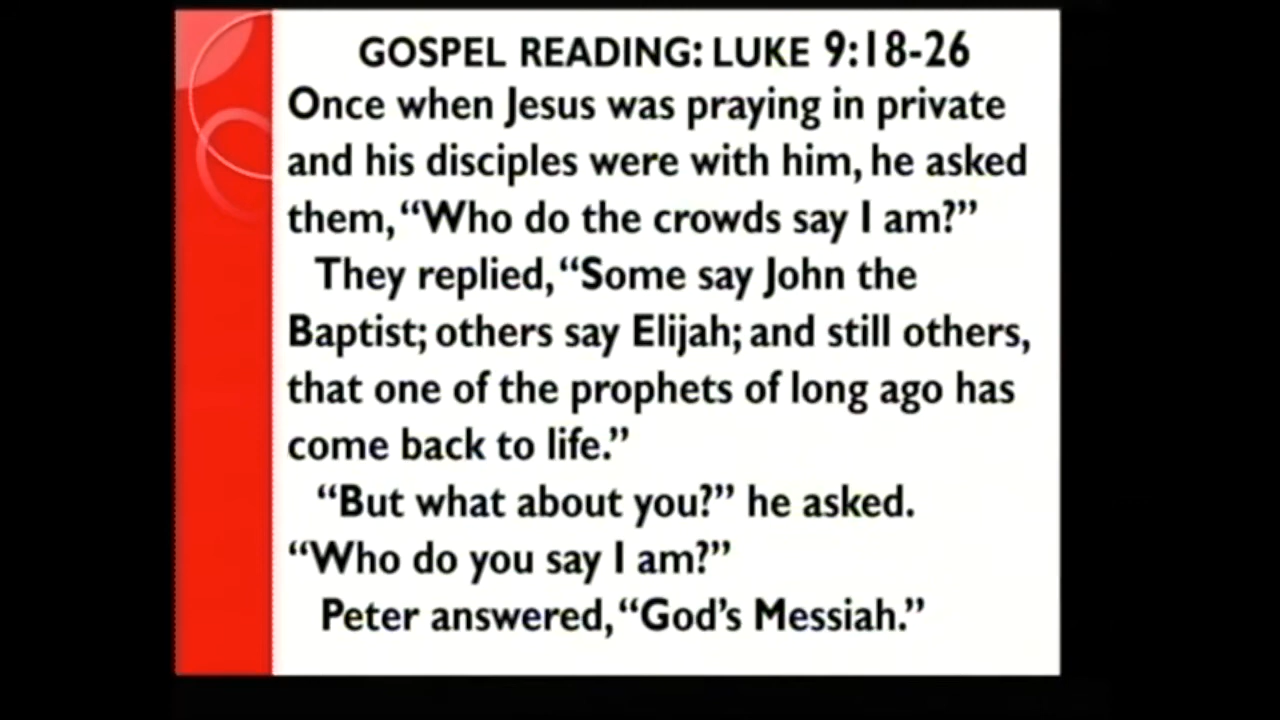 GOSPEL READING: LUKE 9:18-26
Once when Jesus was praying in private
and his disciples were with him, he asked
them, “Who do the crowds say I am?”
They replied, “Some say John the
Baptist; others say Elijah; and still others,
that one of the prophets of long ago has
come back to life.”
“But what about you?” he asked.
“Who do you say I am?”
Peter answered, “God’s Messiah.”